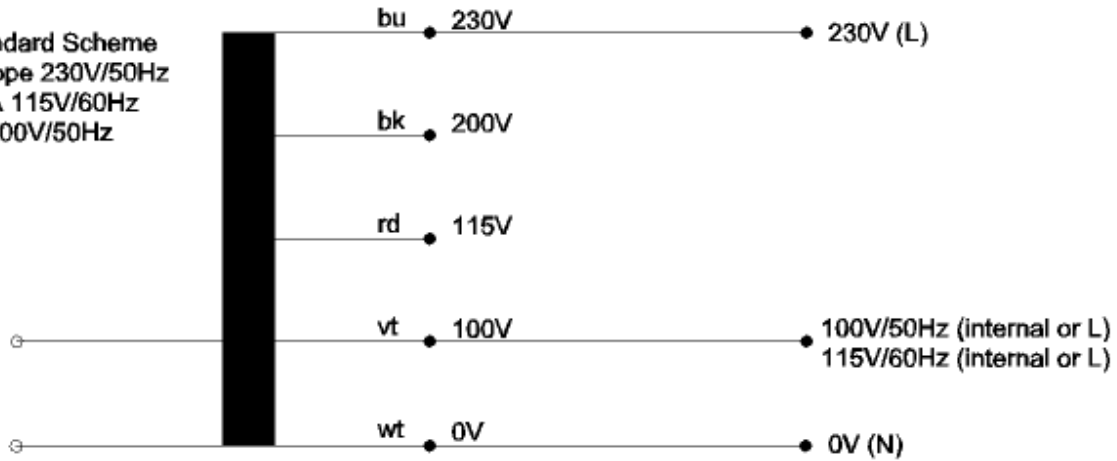 bu 230V 230V (L)
ndard Scheme
ope 230V/50Hz
115V/60Hz
00V/50Hz
bk 200V
rd 115V
vt 100V 100V/50Hz (internal or L)
115V/60Hz (internal or L)
wt 0V 0V (N)